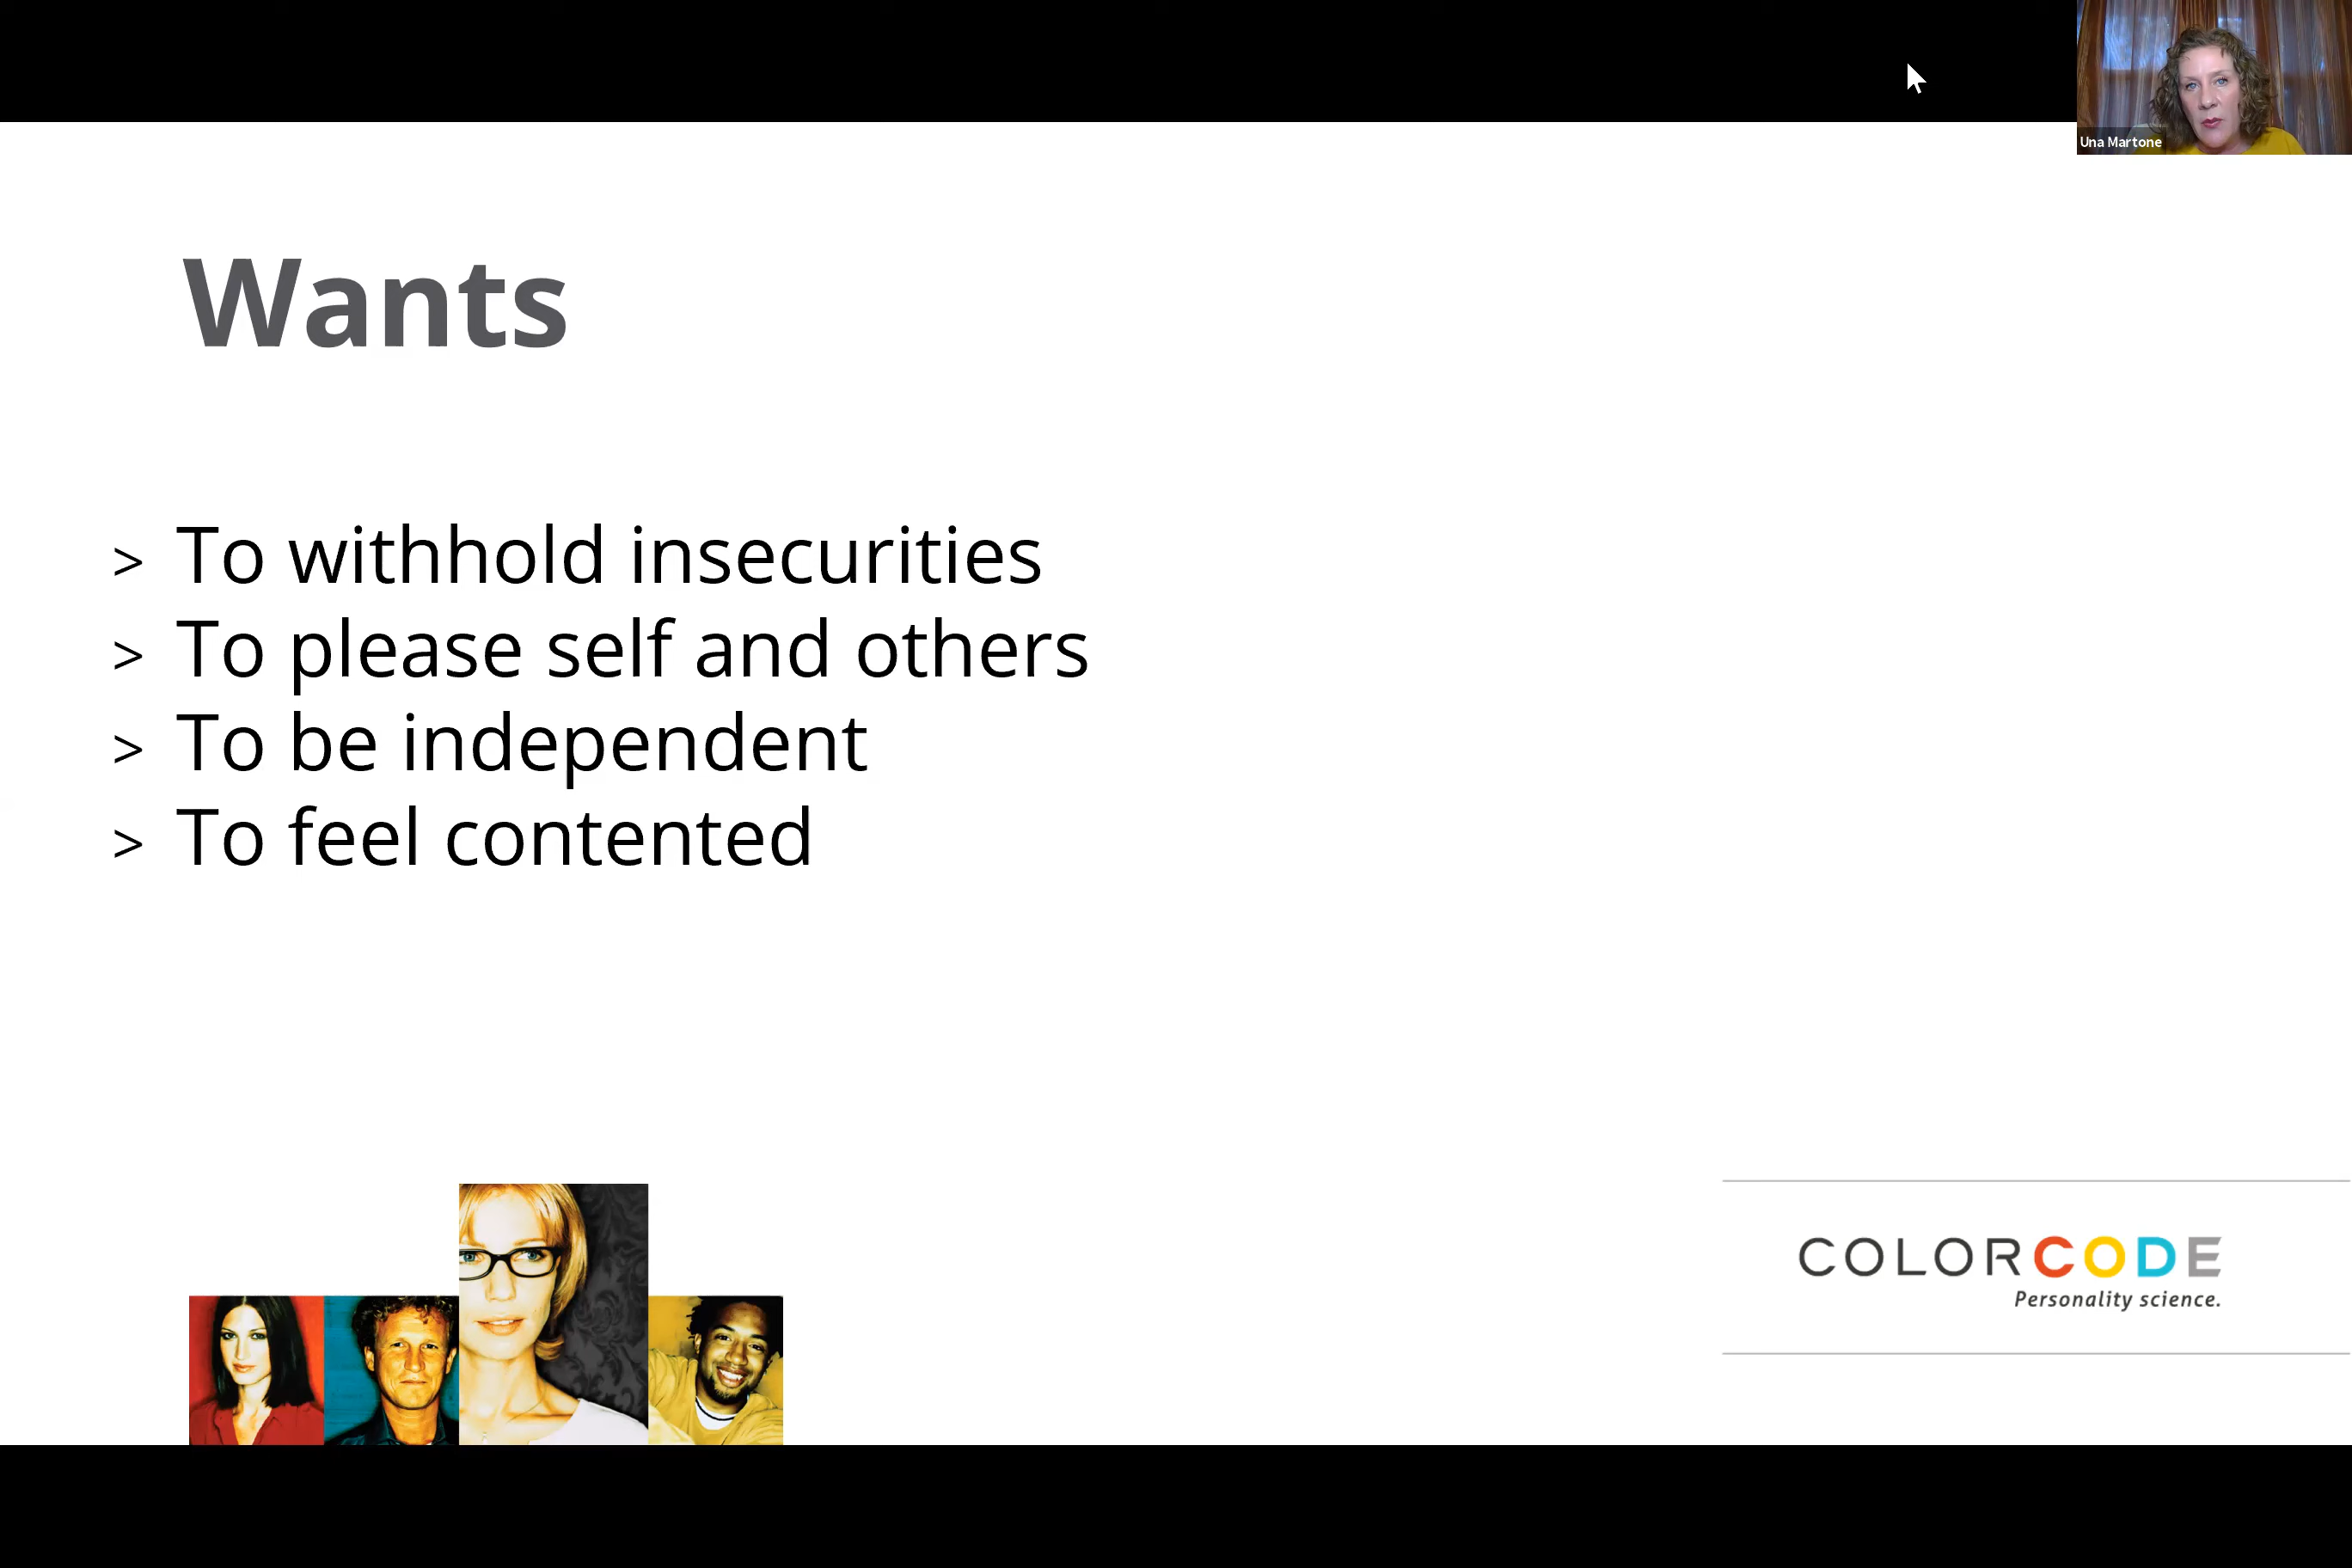 Una Martone
Wants
> To withhold insecurities
> To please self and others
> To be independent
> To feel contented
COLORCODE
Personality science.